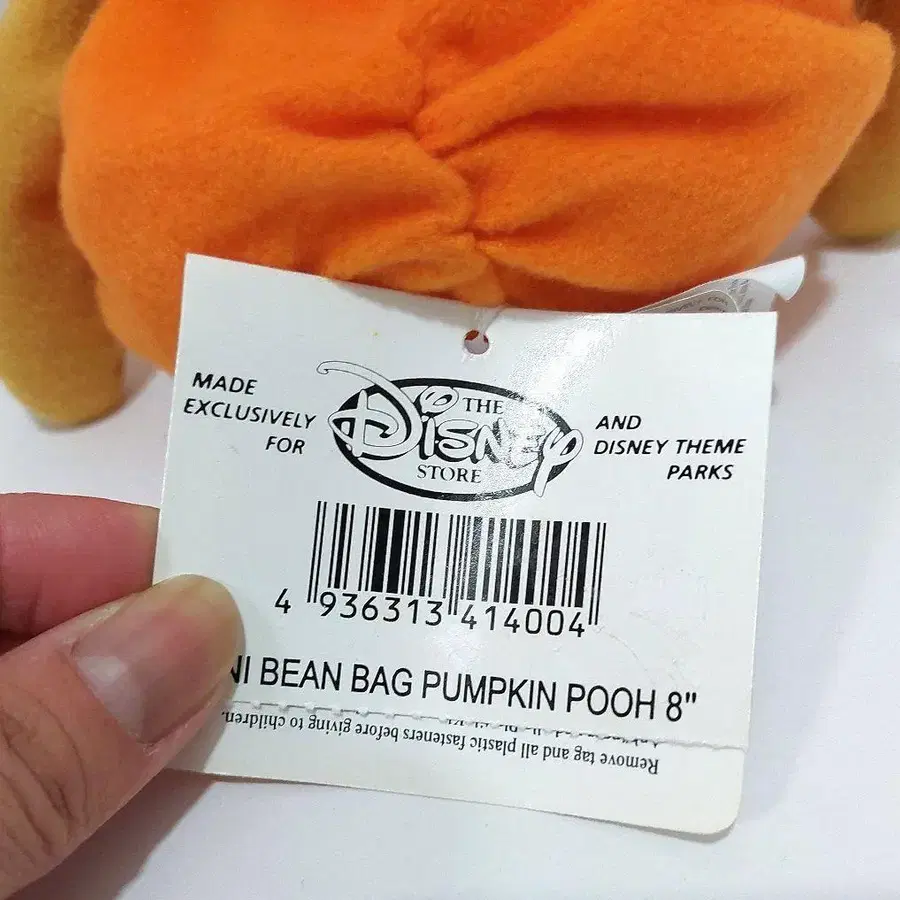 MADE
EXCLUSIVELY
FOR
THE
Disney
STORE
AND
DISNEY THEME
PARKS
4 936313 414004
NI BEAN BAG PUMPKIN POOH 8"
Remove tag and all plastic fasteners before giving to children.